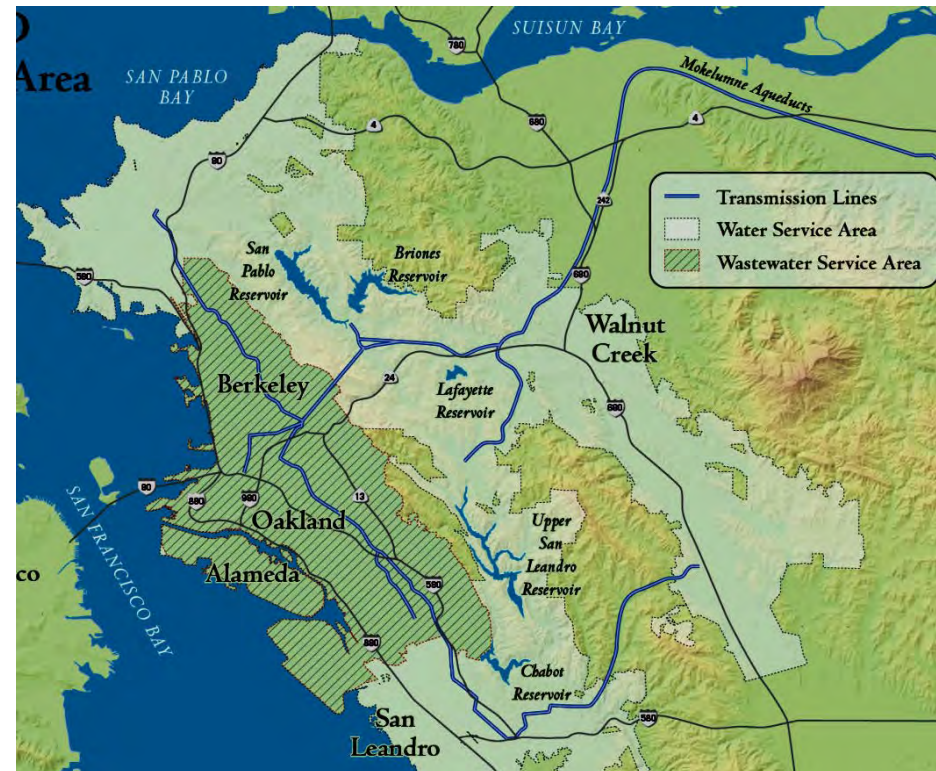 Area
SAN PABLO
BAY
SUISUN BAY
780
680
4
4
Mokelumne Aqueducts
80
242
Transmission Lines
Water Service Area
Wastewater Service Area
San
Pablo
Reservoir
Briones
Reservoir
580
680
Walnut
Creek
24
Berkeley
Lafayette
Reservoir
680
80
SAN FRANCISCO BAY
880
980
13
Oakland
Upper
San
Leandro
Reservoir
co
Alameda
580
880
Chabot
Reservoir
San
Leandro
580